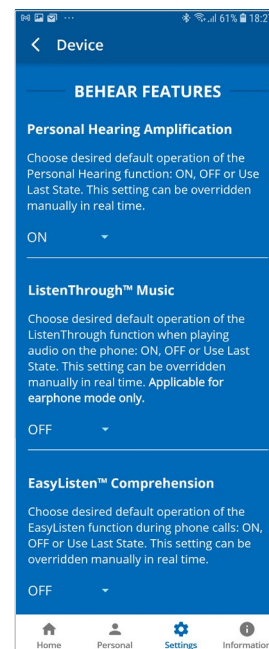 61% 18:2
Device
BEHEAR FEATURES
Personal Hearing Amplification
Choose desired default operation of the
Personal Hearing function: ON, OFF or Use
Last State. This setting can be overridden
manually in real time.
ON
ListenThrough™ Music
Choose desired default operation of the
ListenThrough function when playing
audio on the phone: ON, OFF or Use Last
State. This setting can be overridden
manually in real time. Applicable for
earphone mode only.
OFF
EasyListen™ Comprehension
Choose desired default operation of the
EasyListen function during phone calls: ON,
OFF or Use Last State. This setting can be
overridden manually in real time.
OFF
Home Personal Settings Information